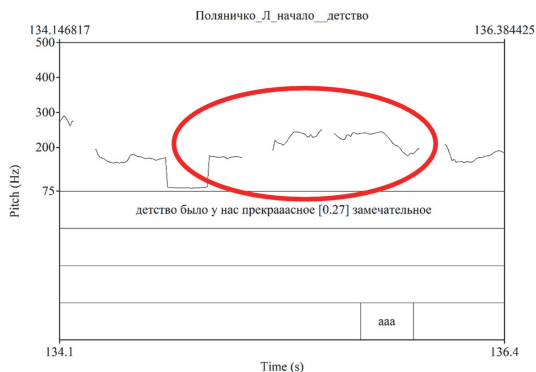 Поляничко_Л_начало__детство
134.146817 136.384425
500
400
300
200
75
Pitch (Hz)
детство было у нас прекрааасное [0.27] замечательное
ааа
134.1 136.4
Time (s)